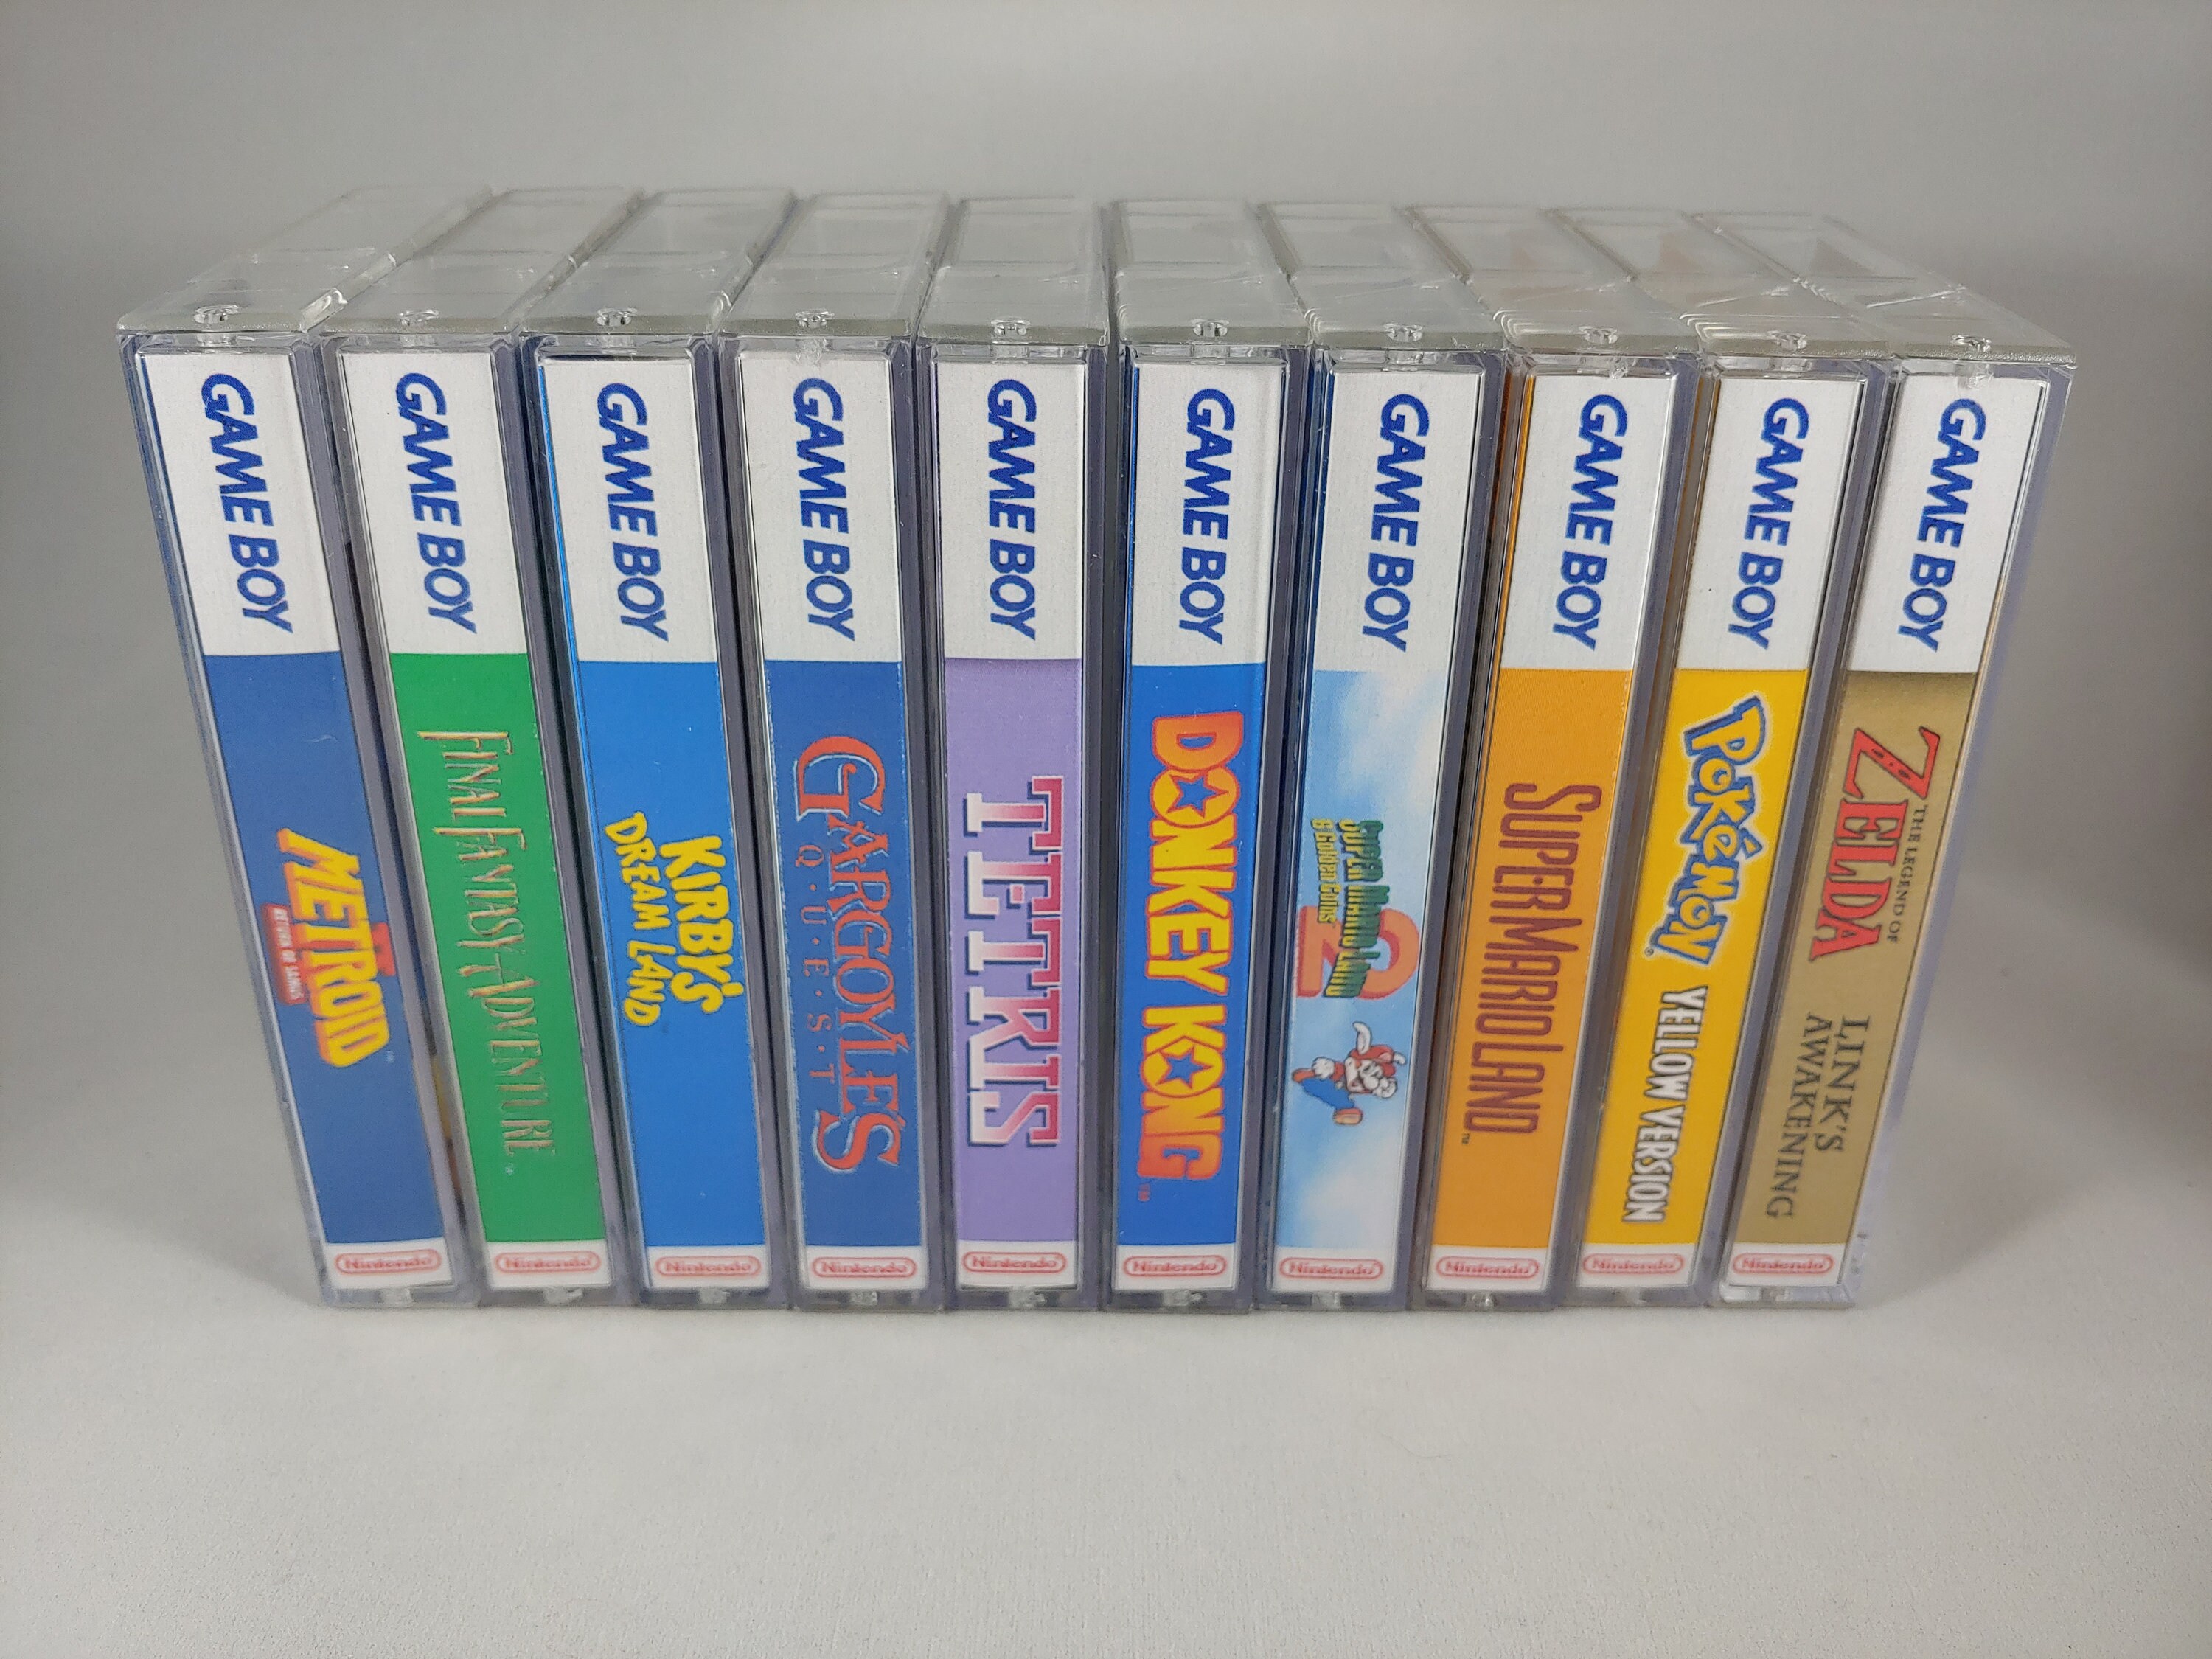 GAME BOY
METROID
II
RETURN OF SAMUS
TM
Nintendo
GAME BOY
FINAL FANTASY ADVENTURE
Nintendo
GAME BOY
KIRBY'S
DREAM LAND
Nintendo
GAME BOY
GARGOYLE'S
Q·U·E·S·T
Nintendo
GAME BOY
TETRIS
Nintendo
GAME BOY
DONKEY KONG
TM
Nintendo
GAME BOY
SUPER MARIO LAND
2
6 GOLDEN COINS
Nintendo
GAME BOY
SUPER MARIO LAND
TM
Nintendo
GAME BOY
POKéMON
YELLOW VERSION
Nintendo
GAME BOY
THE LEGEND OF
ZELDA
LINK'S
AWAKENING
Nintendo